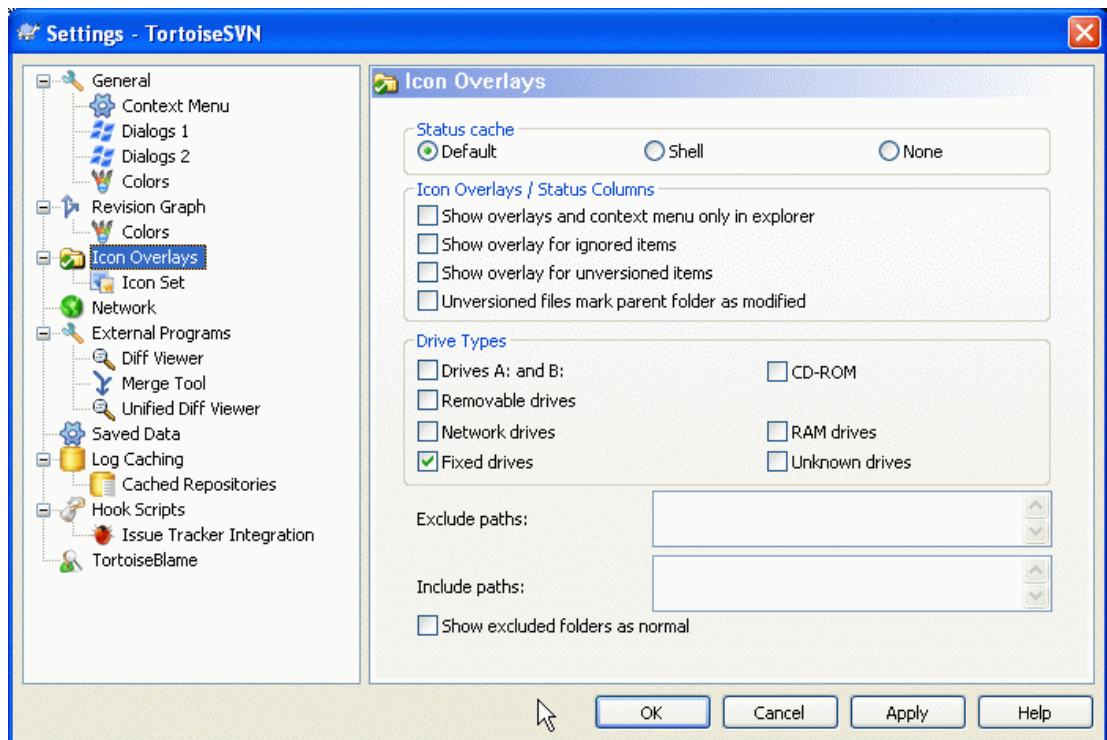 Settings - TortoiseSVN
General
Context Menu
Dialogs 1
Dialogs 2
Colors
Revision Graph
Colors
Icon Overlays
Icon Set
Network
External Programs
Diff Viewer
Merge Tool
Unified Diff Viewer
Saved Data
Log Caching
Cached Repositories
Hook Scripts
Issue Tracker Integration
TortoiseBlame
Icon Overlays
Status cache
Default Shell None
Icon Overlays / Status Columns
Show overlays and context menu only in explorer
Show overlay for ignored items
Show overlay for unversioned items
Unversioned files mark parent folder as modified
Drive Types
Drives A: and B: CD-ROM
Removable drives
Network drives RAM drives
Fixed drives Unknown drives
Exclude paths:
Include paths:
Show excluded folders as normal
OK Cancel Apply Help